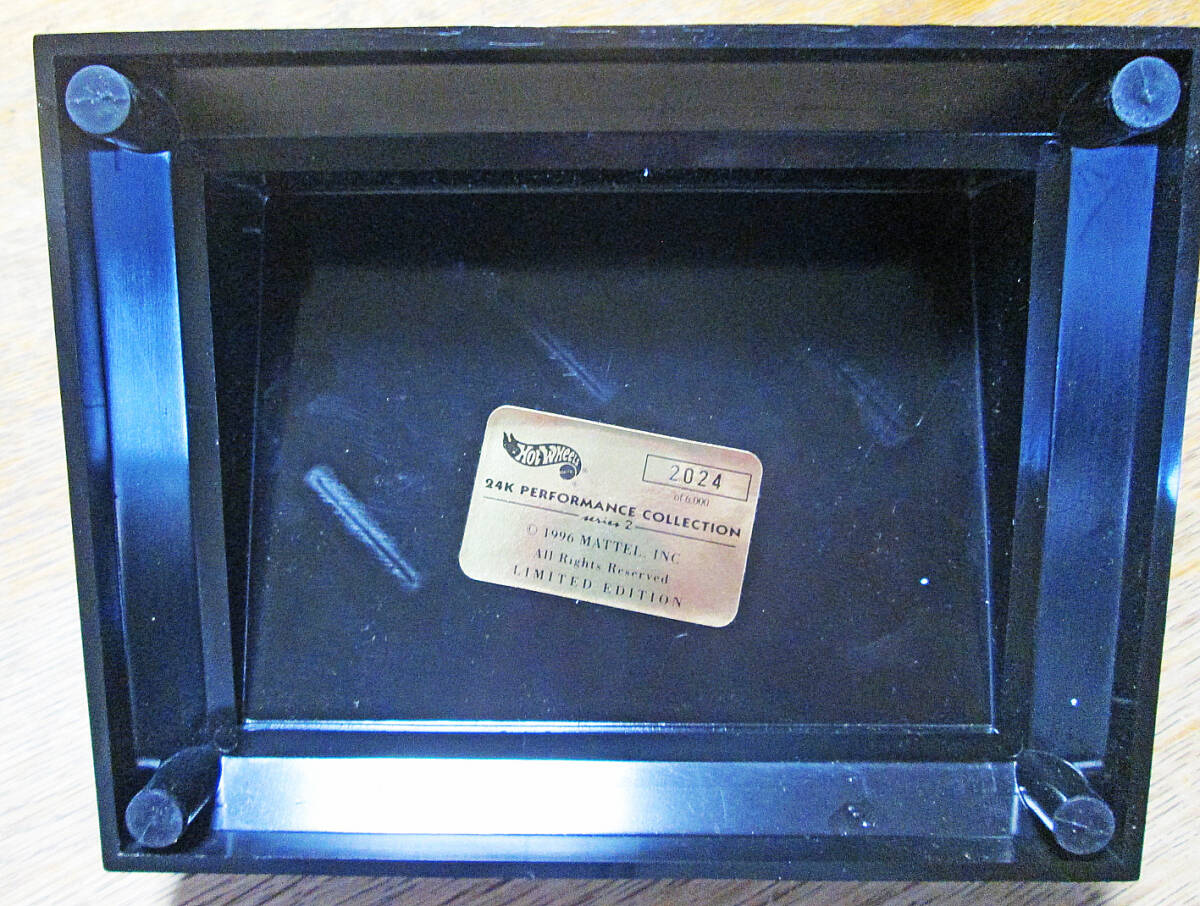 Hot Wheels
2024
of 6,000
24K PERFORMANCE COLLECTION
series 2
© 1996 MATTEL, INC
All Rights Reserved
LIMITED EDITION